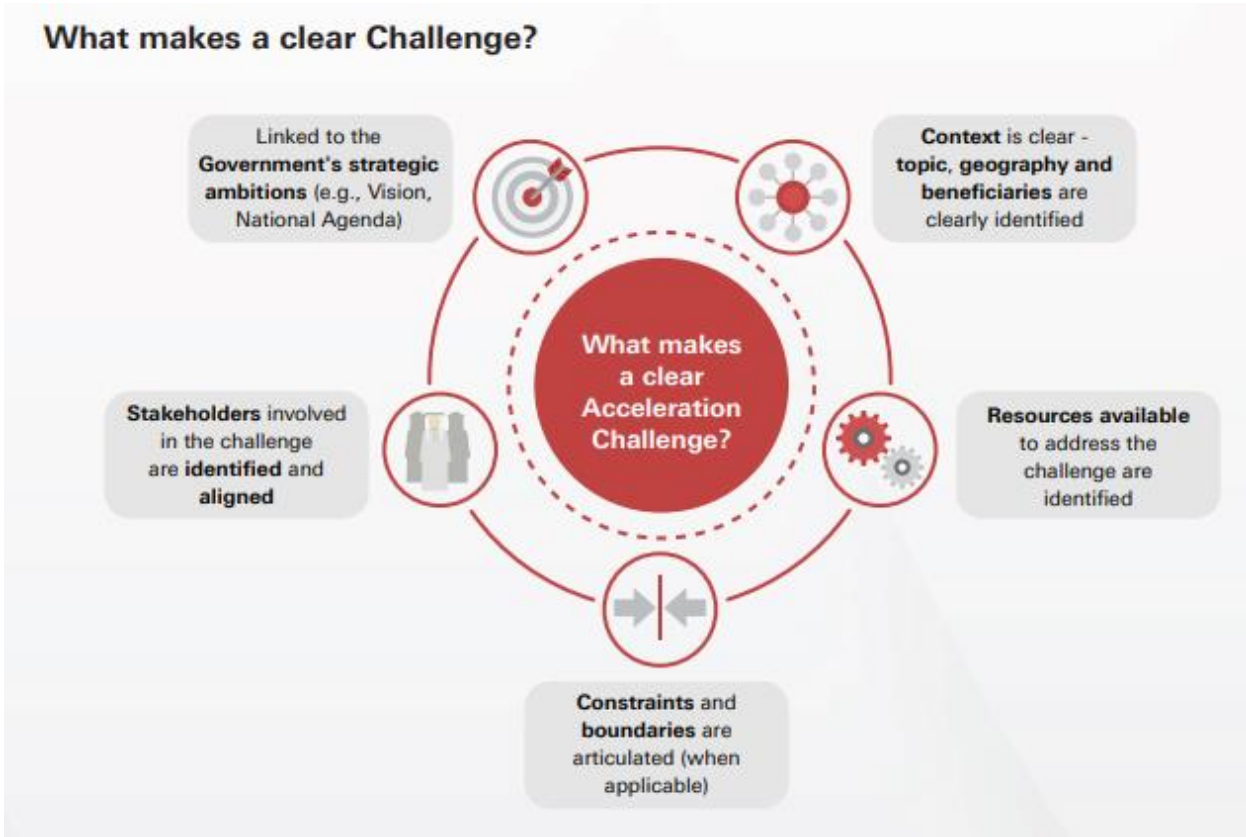 What makes a clear Challenge?
Linked to the
Government's strategic
ambitions (e.g., Vision,
National Agenda)
Context is clear -
topic, geography and
beneficiaries are
clearly identified
What makes
a clear
Acceleration
Challenge?
Stakeholders involved
in the challenge
are identified and
aligned
Resources available
to address the
challenge are
identified
Constraints and
boundaries are
articulated (when
applicable)